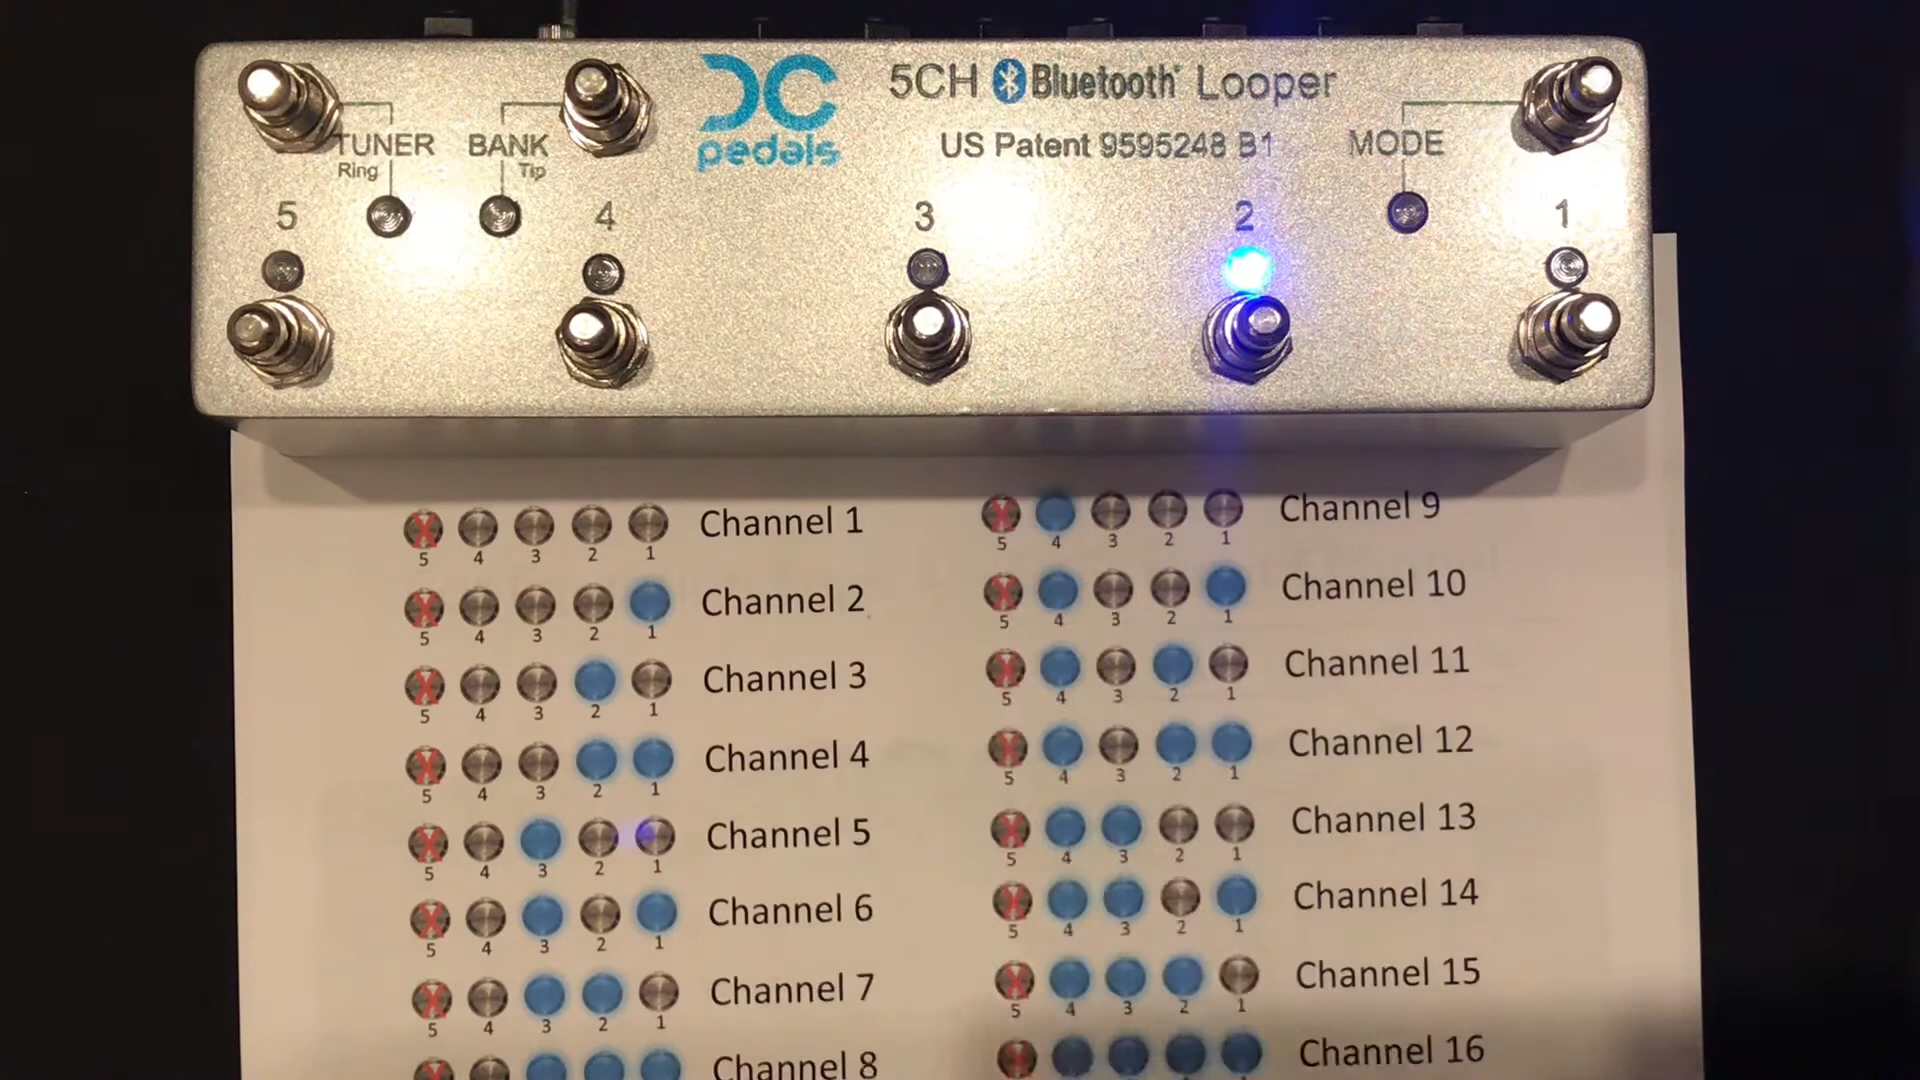 DC pedals
5CH Bluetooth Looper
US Patent 9595248 B1
TUNER
Ring
BANK
Tip
MODE
5
4
3
2
1
5 4 3 2 1 Channel 1
5 4 3 2 1 Channel 2
5 4 3 2 1 Channel 3
5 4 3 2 1 Channel 4
5 4 3 2 1 Channel 5
5 4 3 2 1 Channel 6
5 4 3 2 1 Channel 7
Channel 8
5 4 3 2 1 Channel 9
5 4 3 2 1 Channel 10
5 4 3 2 1 Channel 11
5 4 3 2 1 Channel 12
5 4 3 2 1 Channel 13
5 4 3 2 1 Channel 14
5 4 3 2 1 Channel 15
Channel 16